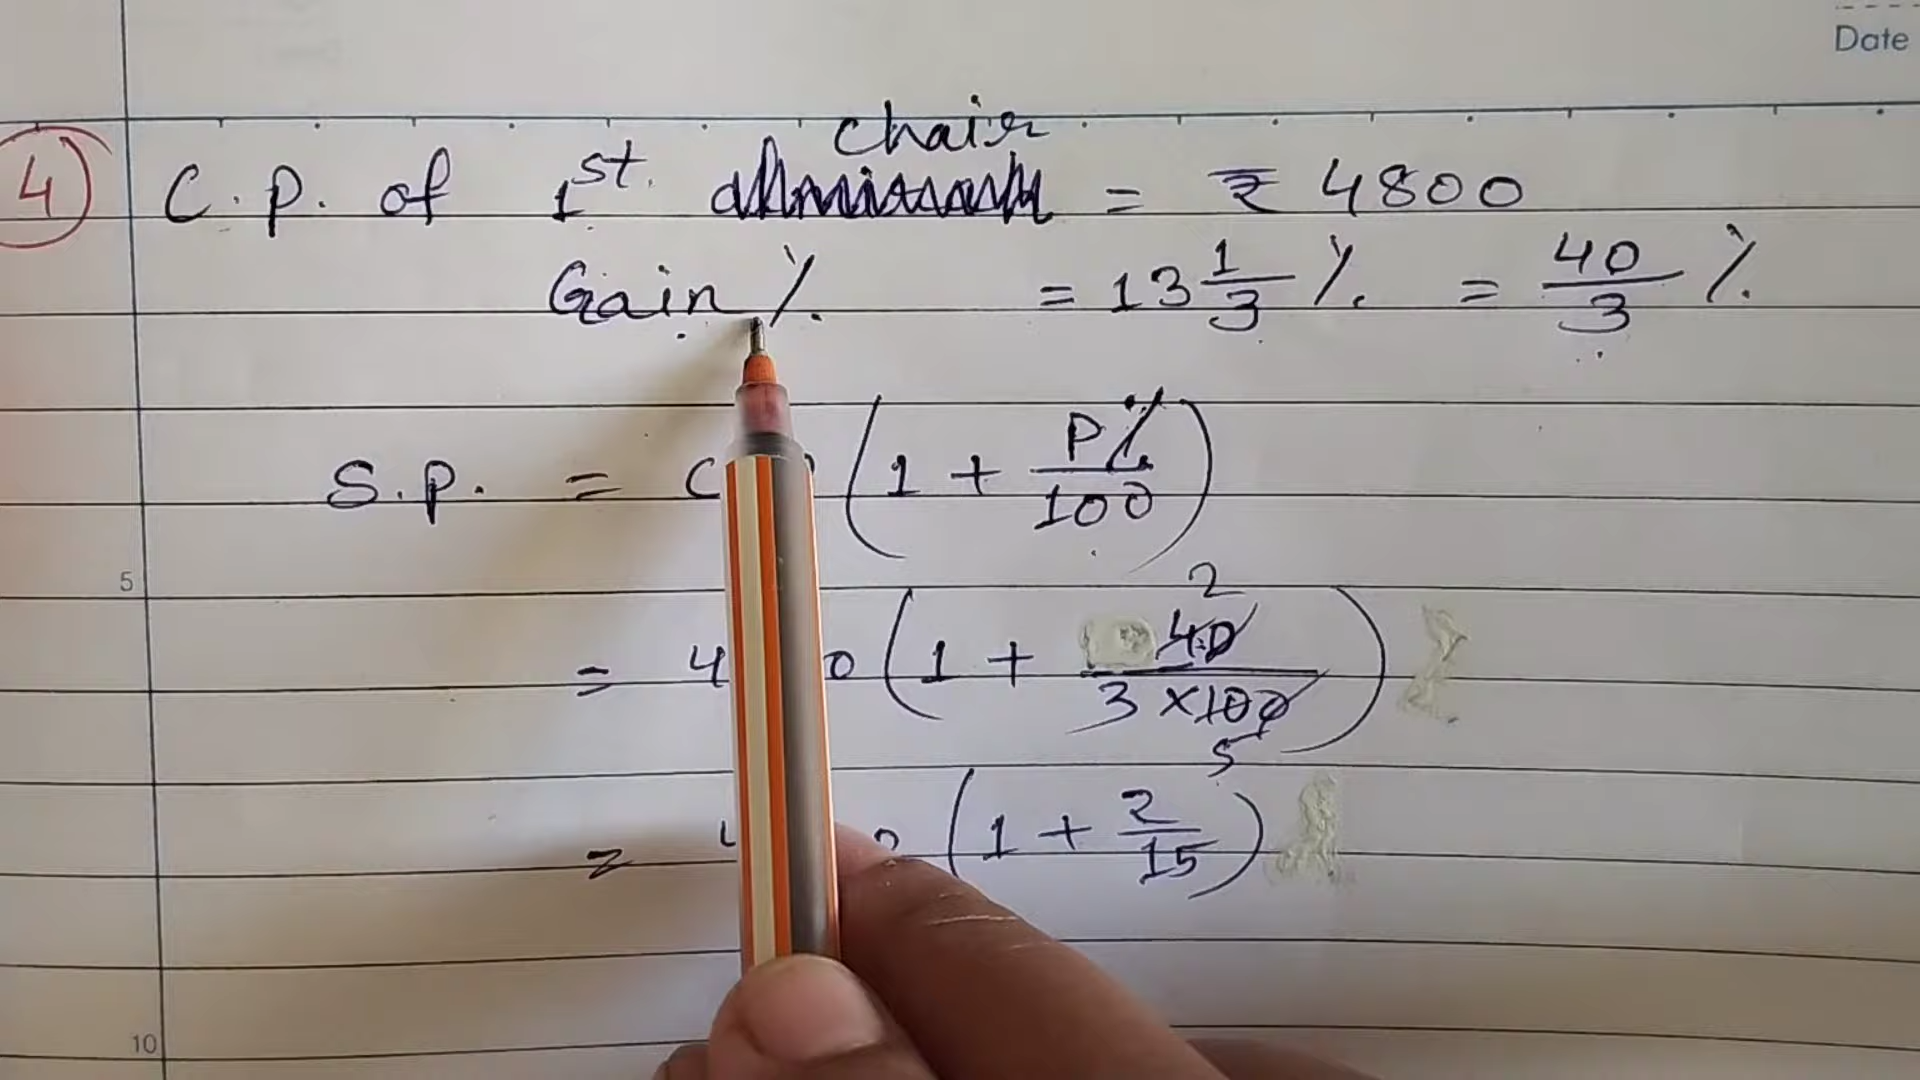 Date
4 C.P. of 1st. chair = ₹ 4800
Gain % = 13 1/3 % = 40/3 %
S.P. = C (1 + P%/100)
5
= 4 0 (1 + 2 40/3 × 100 5)
= (1 + 2/15)
10